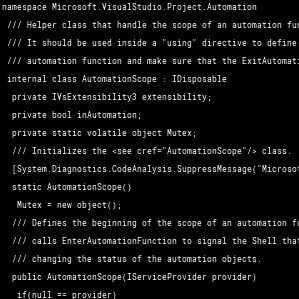 namespace Microsoft.VisualStudio.Project.Automation
/// Helper class that handle the scope of an automation
/// It should be used inside a "using" directive to define
/// automation function and make sure that the
internal class AutomationScope : IDisposable
private IVsExtensibility3 extensibility;
private bool inAutomation;
private static volatile object Mutex;
/// Initializes the <see cref="AutomationScope"/> class.
[System.Diagnostics.CodeAnalysis.SuppressMessage("Microsof
static AutomationScope()
Mutex = new object();
/// Defines the beginning of the scope of an automation
/// calls EnterAutomationFunction to signal the Shell
/// changing the status of the automation objects.
public AutomationScope(IServiceProvider provider)
if(null == provider)